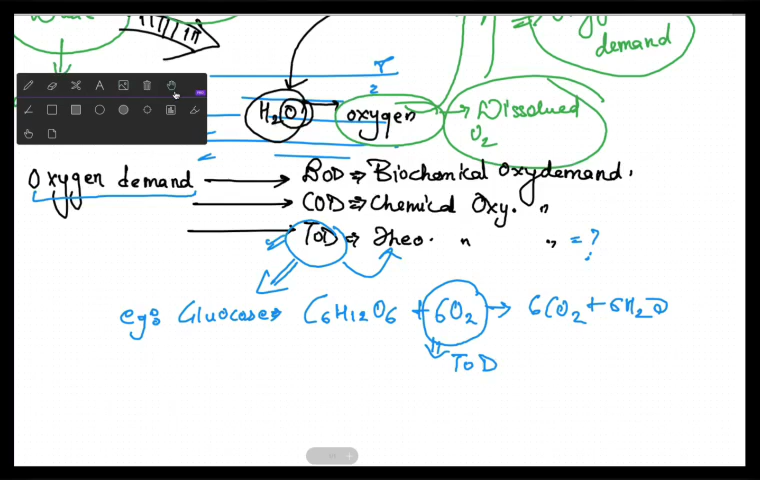 demand
H2O → oxygen → Dissolved
O2
Oxygen demand → BOD ⇒ Biochemical Oxydemand.
→ COD ⇒ Chemical Oxy. "
→ TOD ⇒ Theo. " " = ?
eg: Glucose ⇒ C6H12O6 + 6O2 → 6CO2 + 6H2O
TOD